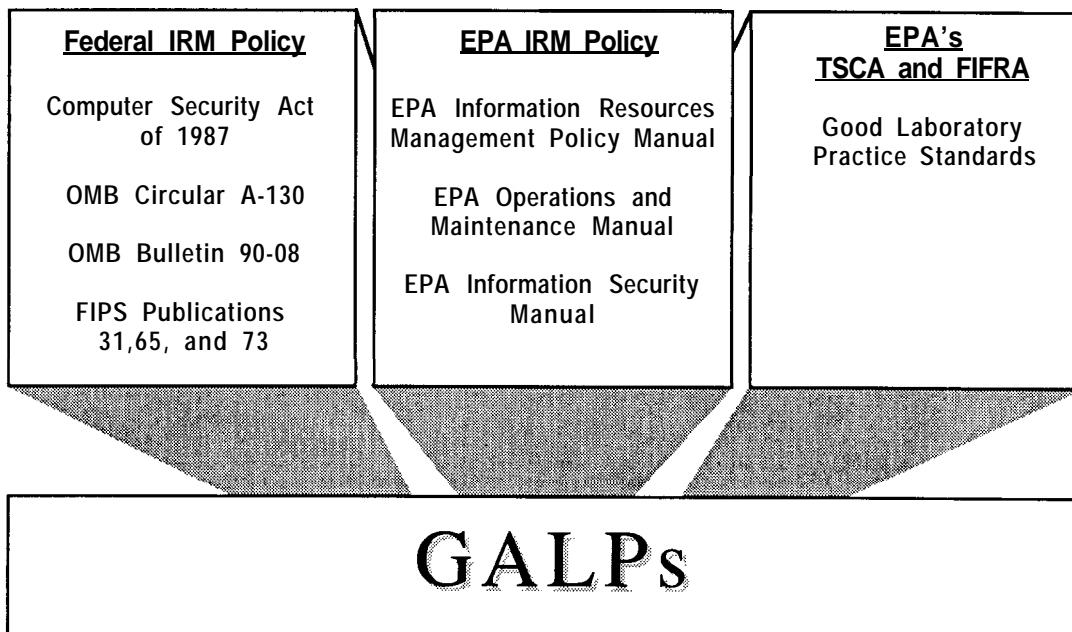 Federal IRM Policy
Computer Security Act
of 1987
OMB Circular A-130
OMB Bulletin 90-08
FIPS Publications
31,65, and 73
EPA IRM Policy
EPA Information Resources
Management Policy Manual
EPA Operations and
Maintenance Manual
EPA Information Security
Manual
EPA's
TSCA and FIFRA
Good Laboratory
Practice Standards
GALPs